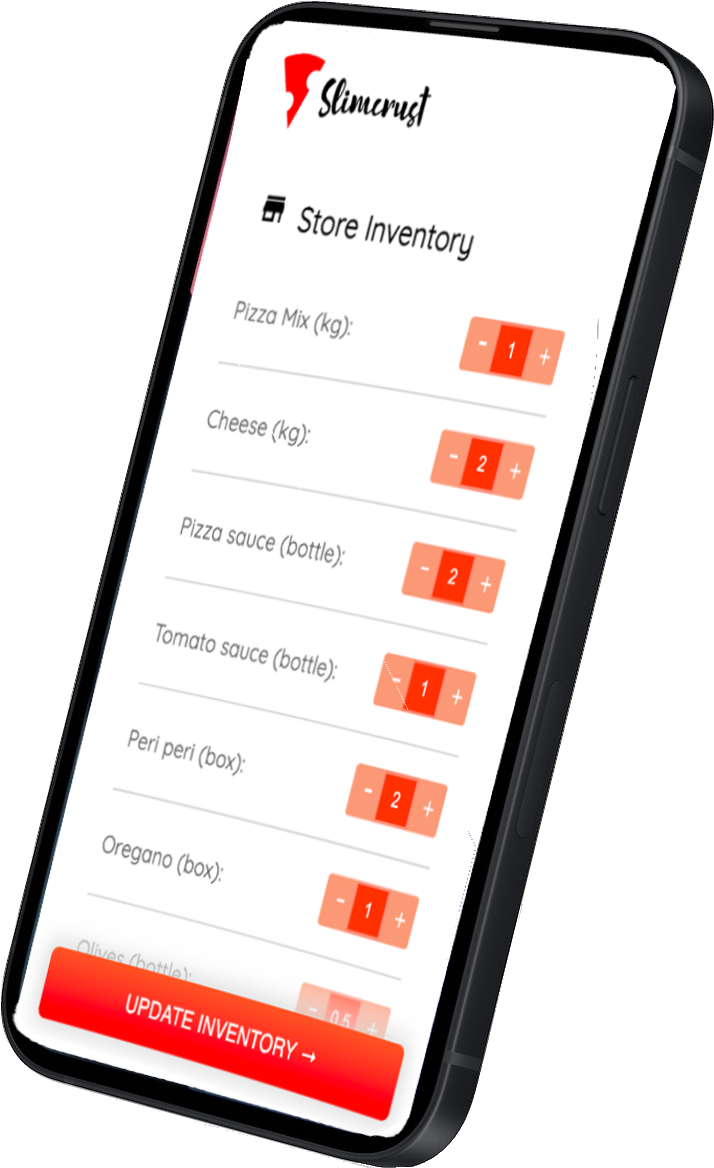 Slimcrust
Store Inventory
Pizza Mix (kg): - 1 +
Cheese (kg): - 2 +
Pizza sauce (bottle): - 2 +
Tomato sauce (bottle): - 1 +
Peri peri (box): - 2 +
Oregano (box): - 1 +
Olives (bottle): - 0.5 +
UPDATE INVENTORY →